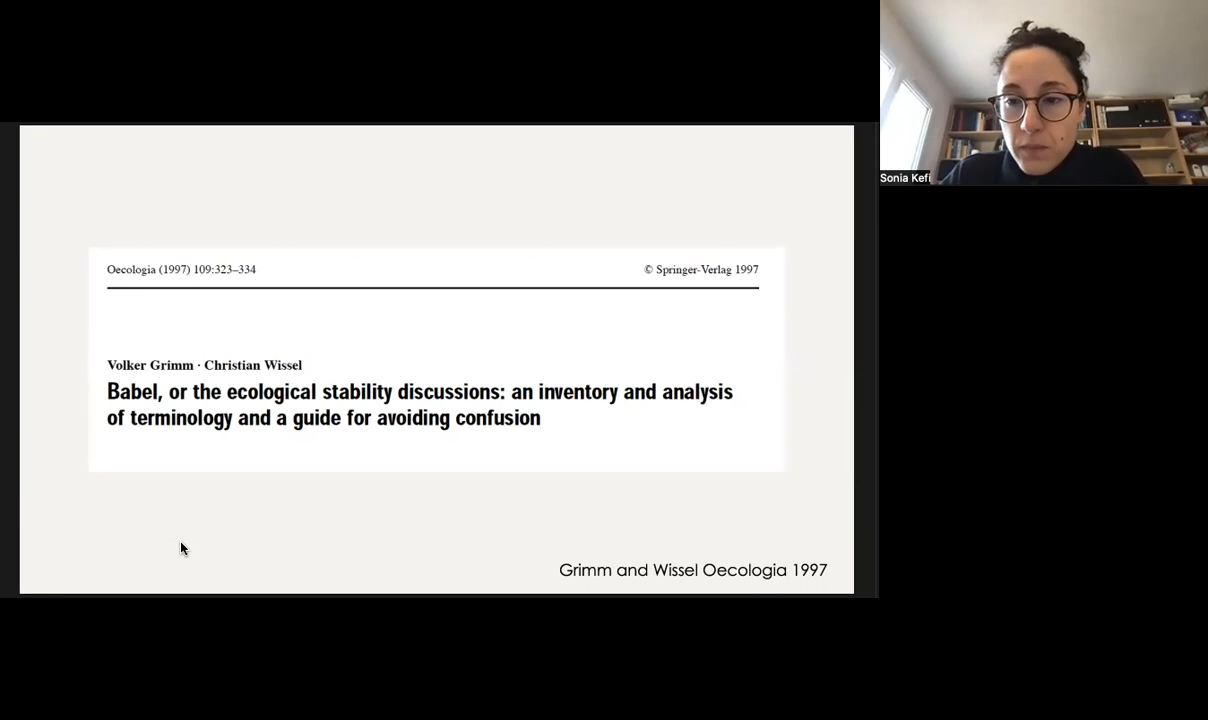 Oecologia (1997) 109:323–334
© Springer-Verlag 1997
Volker Grimm · Christian Wissel
Babel, or the ecological stability discussions: an inventory and analysis
of terminology and a guide for avoiding confusion
Grimm and Wissel Oecologia 1997
Sonia Kefi